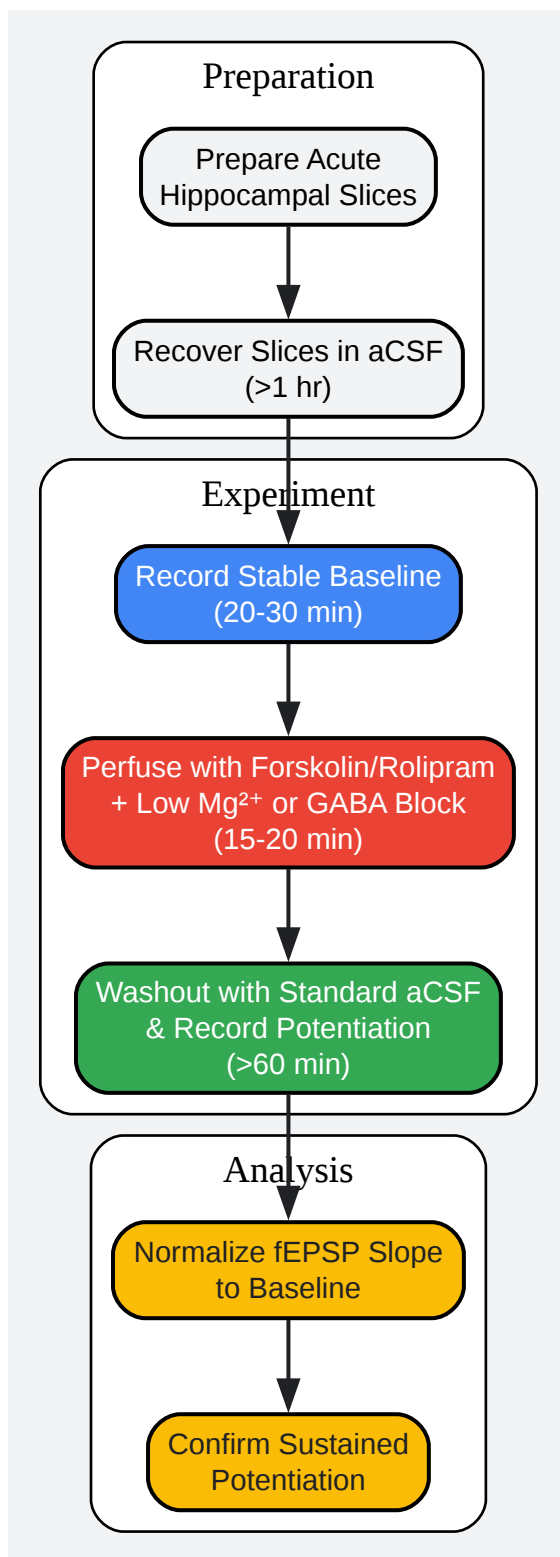 Preparation
Prepare Acute
Hippocampal Slices
Recover Slices in aCSF
(>1 hr)
Experiment
Record Stable Baseline
(20-30 min)
Perfuse with Forskolin/Rolipram
+ Low Mg²⁺ or GABA Block
(15-20 min)
Washout with Standard aCSF
& Record Potentiation
(>60 min)
Analysis
Normalize fEPSP Slope
to Baseline
Confirm Sustained
Potentiation